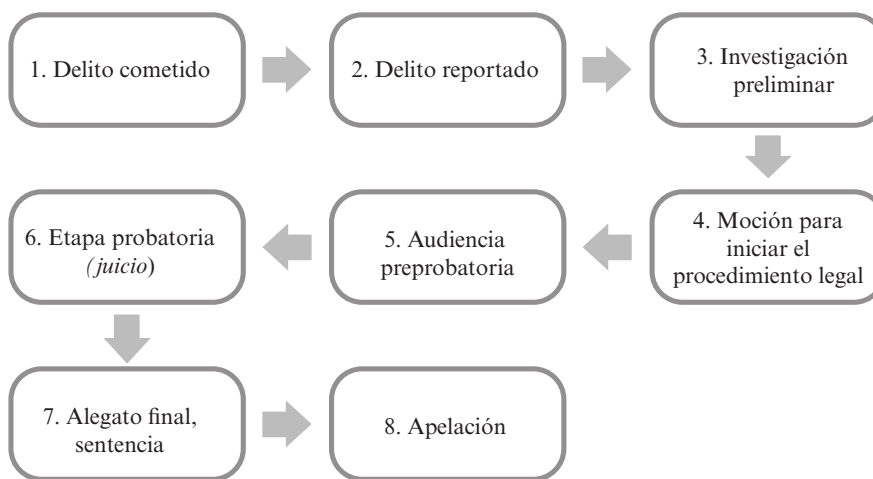 1. Delito cometido
2. Delito reportado
3. Investigación
preliminar
4. Moción para
iniciar el
procedimiento legal
5. Audiencia
preprobatoria
6. Etapa probatoria
(juicio)
7. Alegato final,
sentencia
8. Apelación